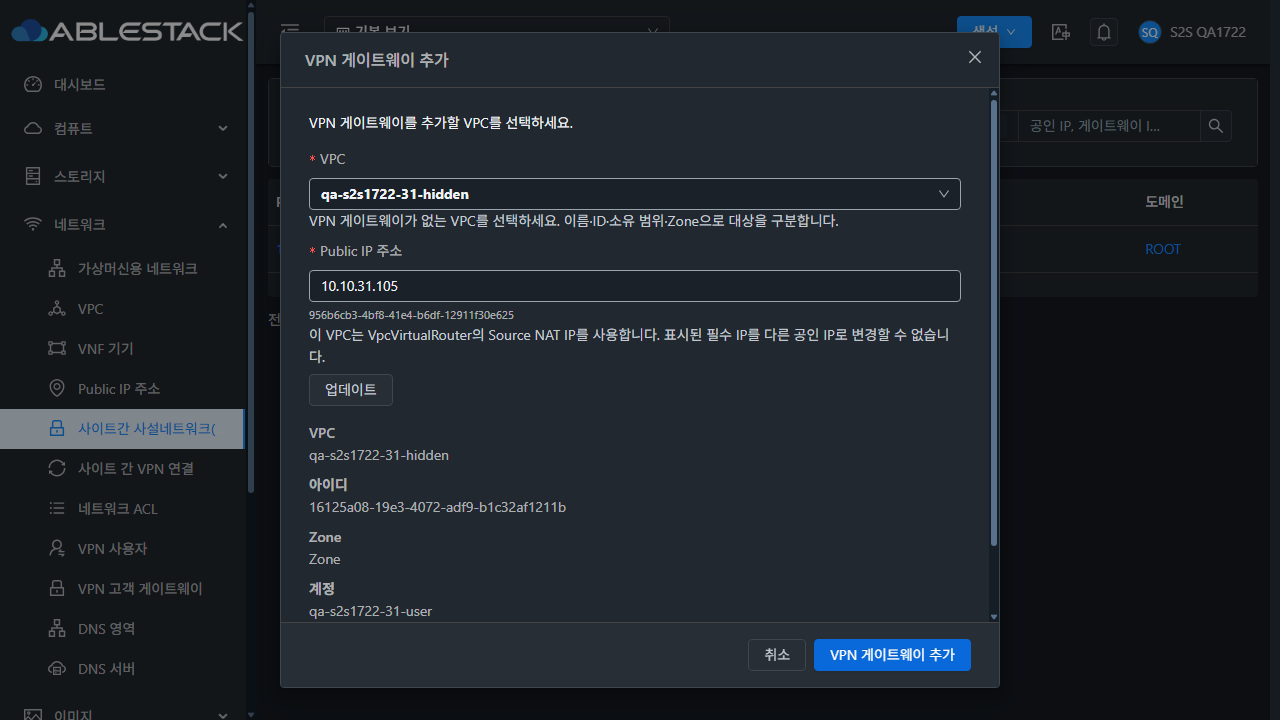 ABLESTACK
기본 보기
생성
SQ
S2S QA1722
대시보드
컴퓨트
스토리지
네트워크
가상머신용 네트워크
VPC
VNF 기기
Public IP 주소
사이트간 사설네트워크(
사이트 간 VPN 연결
네트워크 ACL
VPN 사용자
VPN 고객 게이트웨이
DNS 영역
DNS 서버
이미지
공인 IP, 게이트웨이 I...
도메인
ROOT
VPN 게이트웨이 추가
VPN 게이트웨이를 추가할 VPC를 선택하세요.
* VPC
qa-s2s1722-31-hidden
VPN 게이트웨이가 없는 VPC를 선택하세요. 이름·ID·소유 범위·Zone으로 대상을 구분합니다.
* Public IP 주소
10.10.31.105
956b6cb3-4bf8-41e4-b6df-12911f30e625
이 VPC는 VpcVirtualRouter의 Source NAT IP를 사용합니다. 표시된 필수 IP를 다른 공인 IP로 변경할 수 없습니
다.
업데이트
VPC
qa-s2s1722-31-hidden
아이디
16125a08-19e3-4072-adf9-b1c32af1211b
Zone
Zone
계정
qa-s2s1722-31-user
취소
VPN 게이트웨이 추가